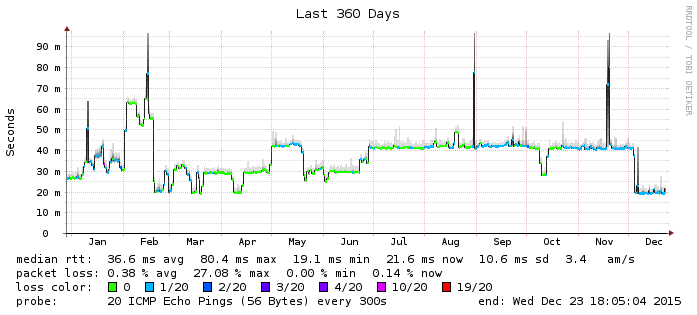 Last 360 Days
RRDTOOL / TOBI OETIKER
Seconds
90 m
80 m
70 m
60 m
50 m
40 m
30 m
20 m
10 m
0
Jan Feb Mar Apr May Jun Jul Aug Sep Oct Nov Dec
median rtt: 36.6 ms avg 80.4 ms max 19.1 ms min 21.6 ms now 10.6 ms sd 3.4 am/s
packet loss: 0.38 % avg 27.08 % max 0.00 % min 0.14 % now
loss color: 0 1/20 2/20 3/20 4/20 10/20 19/20
probe: 20 ICMP Echo Pings (56 Bytes) every 300s end: Wed Dec 23 18:05:04 2015